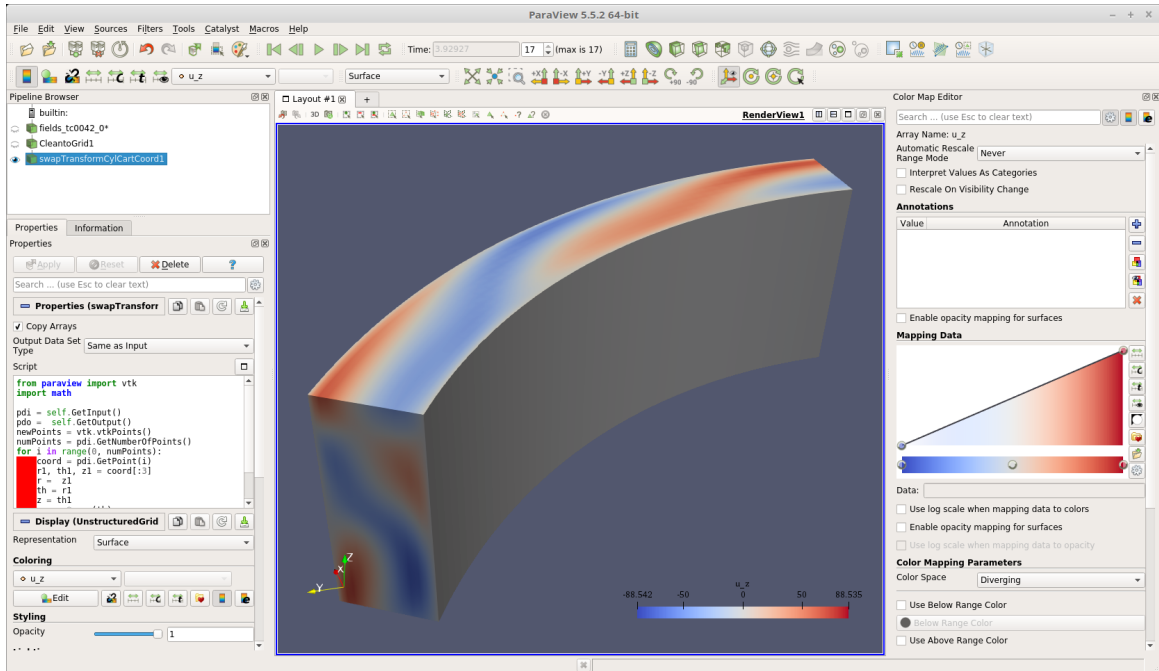 ParaView 5.5.2 64-bit
File Edit View Sources Filters Tools Catalyst Macros Help
Time: 3.92927 17 (max is 17)
u_z Surface +90 -90
Pipeline Browser
builtin:
fields_tc0042_0*
CleantoGrid1
swapTransformCylCartCoord1
Properties Information
Properties
Apply Reset Delete ?
Search ... (use Esc to clear text)
Properties (swapTransforr
Copy Arrays
Output Data Set Type Same as Input
Script
from paraview import vtk
import math
pdi = self.GetInput()
pdo =  self.GetOutput()
newPoints = vtk.vtkPoints()
numPoints = pdi.GetNumberOfPoints()
for i in range(0, numPoints):
coord = pdi.GetPoint(i)
r1, th1, z1 = coord[:3]
r =  z1
th = r1
z = th1
Display (UnstructuredGrid
Representation Surface
Coloring
u_z
Edit
Styling
Opacity 1
Layout #1 +
3D RenderView1
Z
X
Y
u_z
-88.542 -50 0 50 88.535
Color Map Editor
Search ... (use Esc to clear text)
Array Name: u_z
Automatic Rescale Range Mode Never
Interpret Values As Categories
Rescale On Visibility Change
Annotations
Value Annotation
Enable opacity mapping for surfaces
Mapping Data
Data:
Use log scale when mapping data to colors
Enable opacity mapping for surfaces
Use log scale when mapping data to opacity
Color Mapping Parameters
Color Space Diverging
Use Below Range Color
Below Range Color
Use Above Range Color